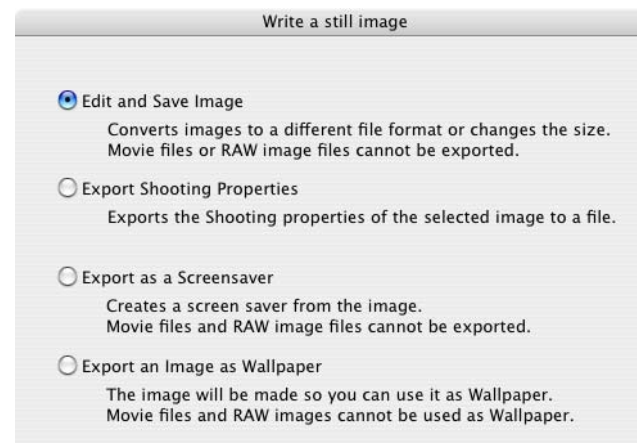 Write a still image
Edit and Save Image
Converts images to a different file format or changes the size.
Movie files or RAW image files cannot be exported.
Export Shooting Properties
Exports the Shooting properties of the selected image to a file.
Export as a Screensaver
Creates a screen saver from the image.
Movie files and RAW image files cannot be exported.
Export an Image as Wallpaper
The image will be made so you can use it as Wallpaper.
Movie files and RAW images cannot be used as Wallpaper.